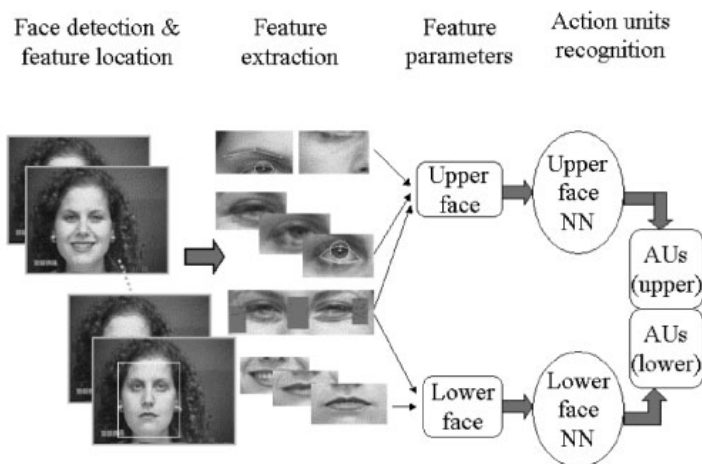 Face detection &
feature location
Feature
extraction
Feature
parameters
Action units
recognition
Upper
face
Upper
face
NN
AUs
(upper)
AUs
(lower)
Lower
face
Lower
face
NN